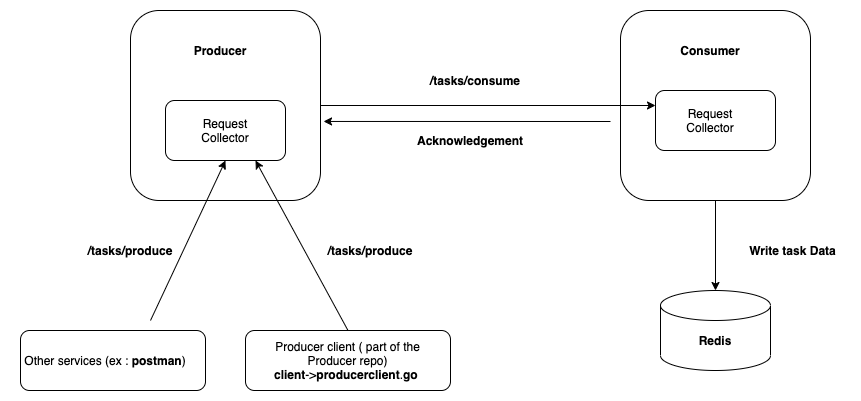 Producer
Consumer
/tasks/consume
Request
Collector
Request
Collector
Acknowledgement
/tasks/produce
/tasks/produce
Write task Data
Other services (ex : postman)
Producer client ( part of the
Producer repo)
client->producerclient.go
Redis